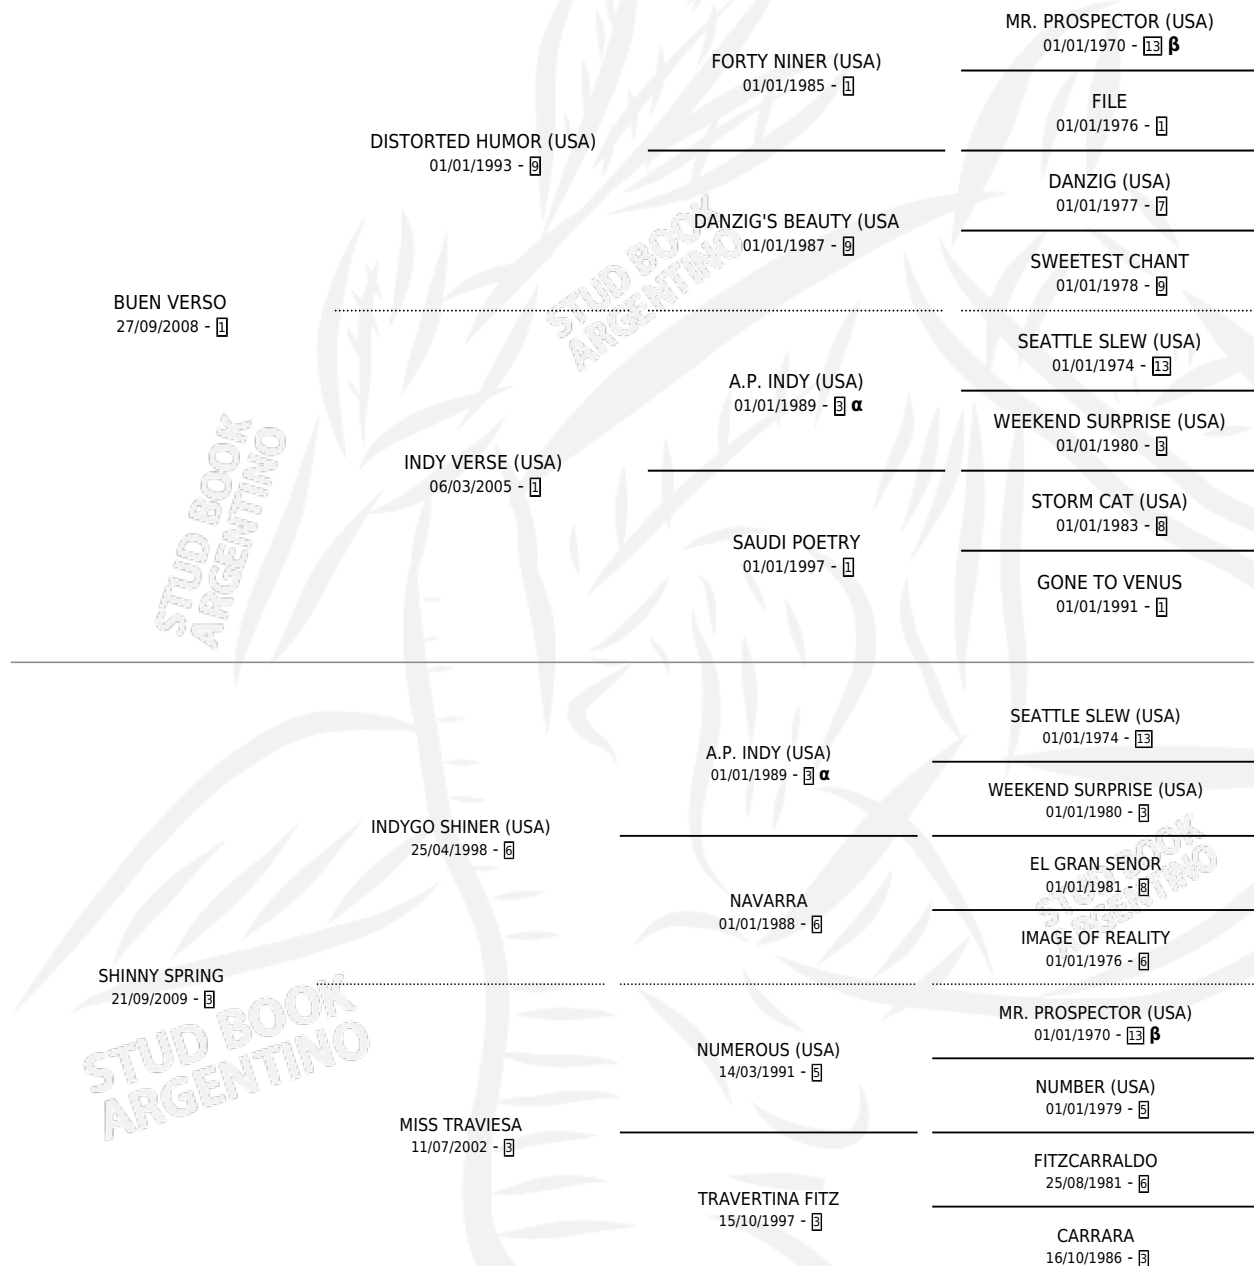 MR. PROSPECTOR (USA)
01/01/1970 - 13 β
FORTY NINER (USA)
01/01/1985 - 1
FILE
01/01/1976 - 1
DISTORTED HUMOR (USA)
01/01/1993 - 9
DANZIG (USA)
01/01/1977 - 7
DANZIG'S BEAUTY (USA
01/01/1987 - 9
SWEETEST CHANT
01/01/1978 - 9
STUD BOOK
ARGENTINO
BUEN VERSO
27/09/2008 - 1
SEATTLE SLEW (USA)
01/01/1974 - 13
A.P. INDY (USA)
01/01/1989 - 3 α
WEEKEND SURPRISE (USA)
01/01/1980 - 3
INDY VERSE (USA)
06/03/2005 - 1
STORM CAT (USA)
01/01/1983 - 8
SAUDI POETRY
01/01/1997 - 1
GONE TO VENUS
01/01/1991 - 1
STUD BOOK
ARGENTINO
SEATTLE SLEW (USA)
01/01/1974 - 13
A.P. INDY (USA)
01/01/1989 - 3 α
WEEKEND SURPRISE (USA)
01/01/1980 - 3
INDYGO SHINER (USA)
25/04/1998 - 6
EL GRAN SENOR
01/01/1981 - 8
NAVARRA
01/01/1988 - 6
STUD BOOK
ARGENTINO
IMAGE OF REALITY
01/01/1976 - 6
SHINNY SPRING
21/09/2009 - 3
MR. PROSPECTOR (USA)
01/01/1970 - 13 β
NUMEROUS (USA)
14/03/1991 - 5
STUD BOOK
ARGENTINO
NUMBER (USA)
01/01/1979 - 5
MISS TRAVIESA
11/07/2002 - 3
FITZCARRALDO
25/08/1981 - 6
TRAVERTINA FITZ
15/10/1997 - 3
CARRARA
16/10/1986 - 3